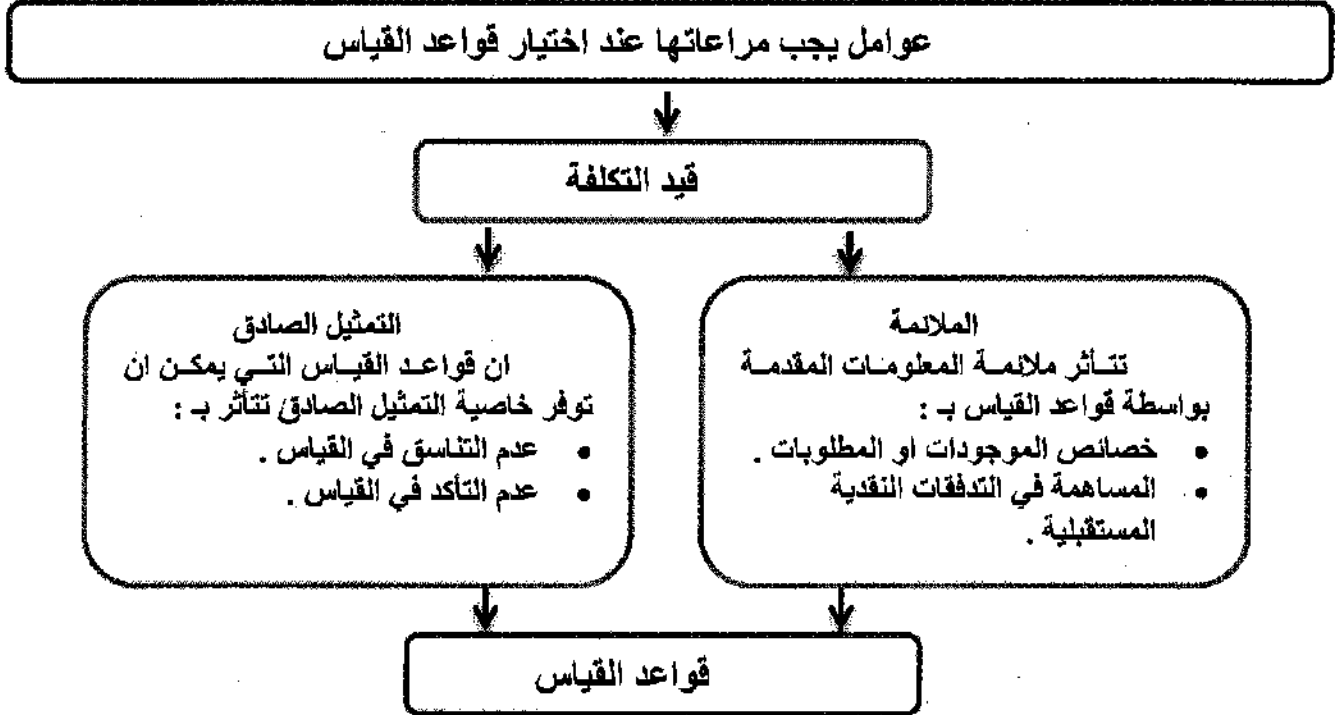 عوامل يجب مراعاتها عند اختيار قواعد القياس
قيد التكلفة
الملائمة
تتأثر ملائمة المعلومات المقدمة
بواسطة قواعد القياس بـ :
• خصائص الموجودات او المطلوبات .
• المساهمة في التدفقات النقدية
المستقبلية .
التمثيل الصادق
ان قواعد القياس التي يمكن ان
توفر خاصية التمثيل الصادق تتأثر بـ :
• عدم التناسق في القياس .
• عدم التأكد في القياس .
قواعد القياس